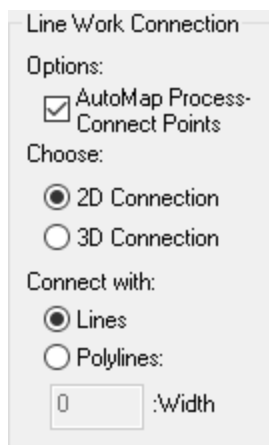 Line Work Connection
Options:
AutoMap Process-
Connect Points
Choose:
2D Connection
3D Connection
Connect with:
Lines
Polylines:
0 :Width